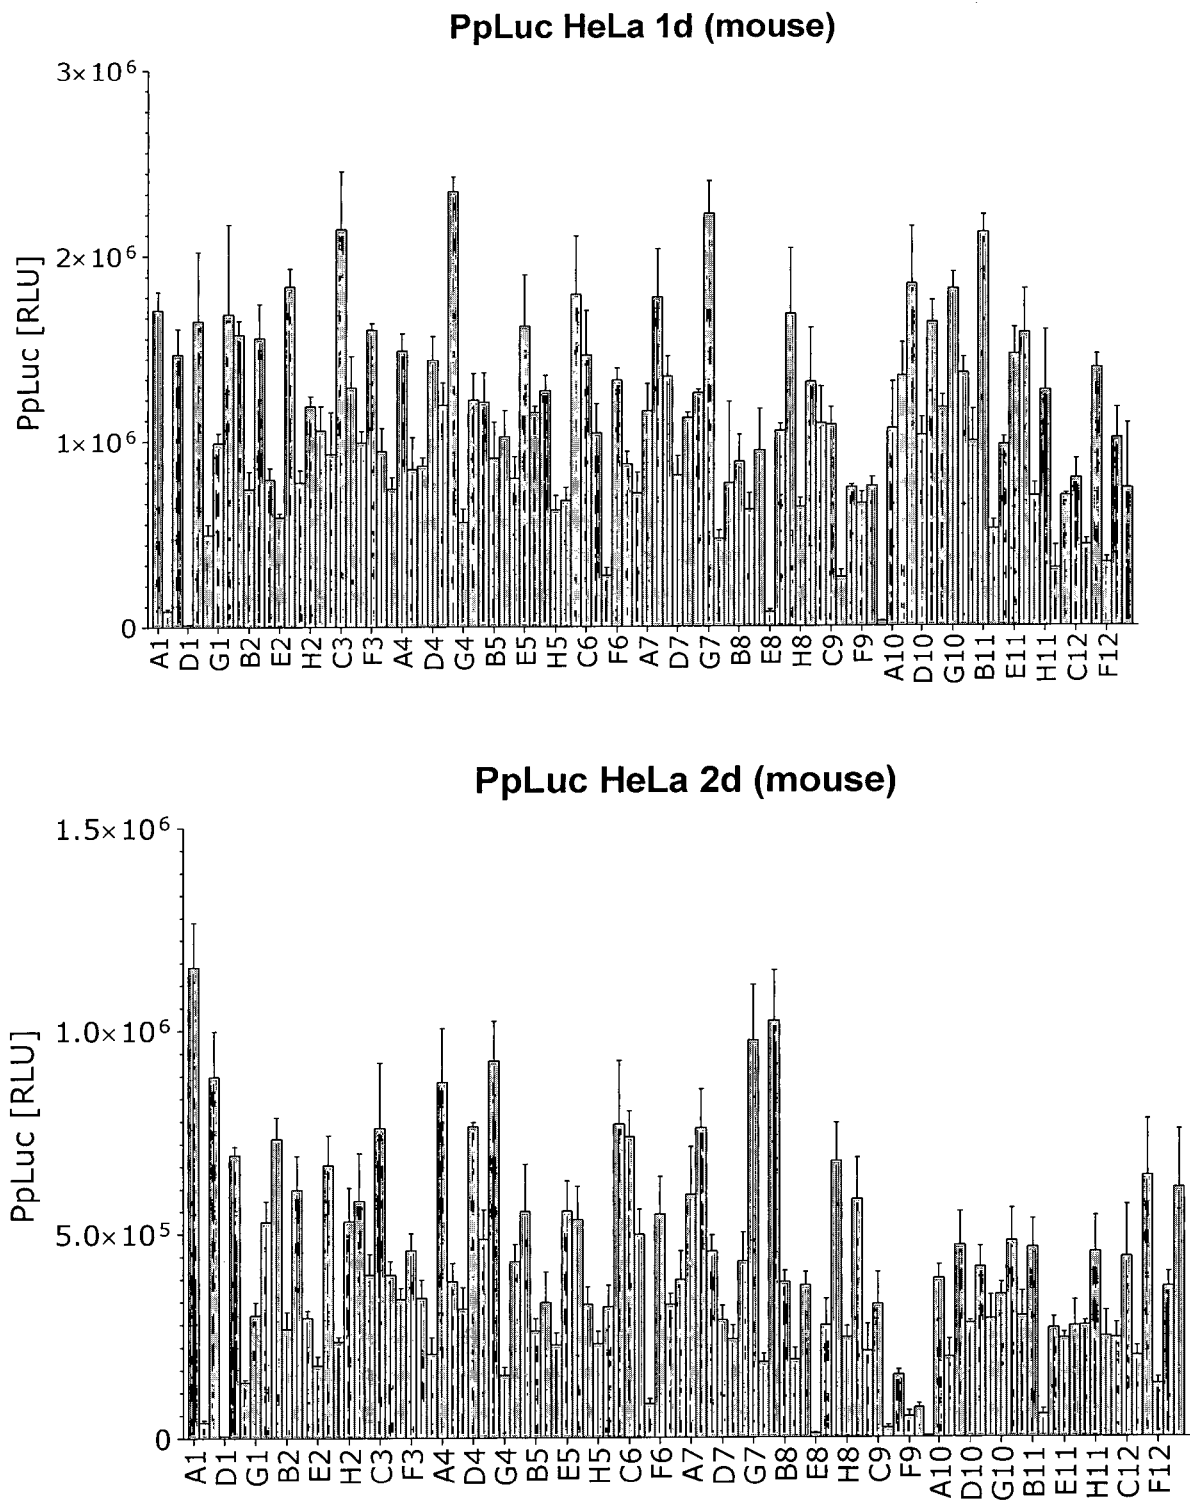 PpLuc HeLa 1d (mouse)
3×10⁶
2×10⁶
1×10⁶
0
PpLuc [RLU]
A1 D1 G1 B2 E2 H2 C3 F3 A4 D4 G4 B5 E5 H5 C6 F6 A7 D7 G7 B8 E8 H8 C9 F9 A10 D10 G10 B11 E11 H11 C12 F12
PpLuc HeLa 2d (mouse)
1.5×10⁶
1.0×10⁶
5.0×10⁵
0
PpLuc [RLU]
A1 D1 G1 B2 E2 H2 C3 F3 A4 D4 G4 B5 E5 H5 C6 F6 A7 D7 G7 B8 E8 H8 C9 F9 A10 D10 G10 B11 E11 H11 C12 F12